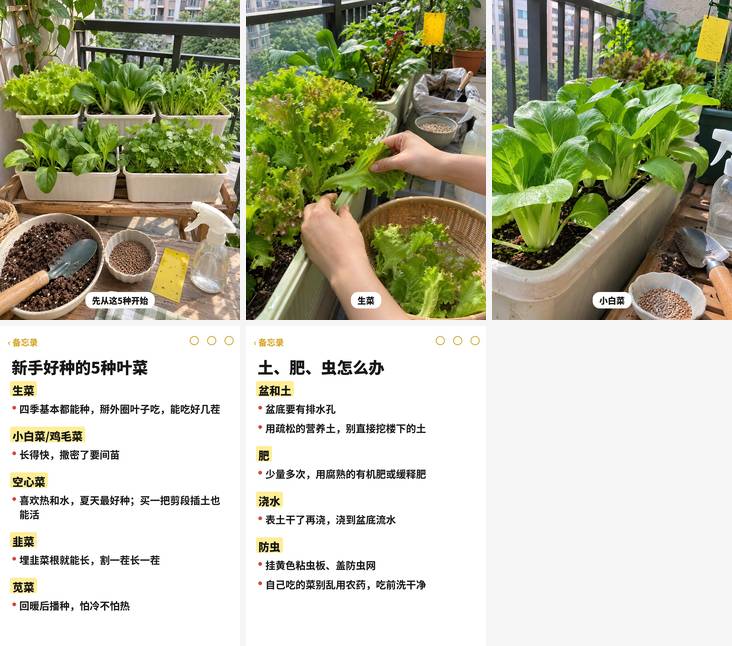 先从这5种开始
生菜
小白菜
‹ 备忘录
新手好种的5种叶菜
生菜
• 四季基本都能种，掰外圈叶子吃，能吃好几茬
小白菜/鸡毛菜
• 长得快，撒密了要间苗
空心菜
• 喜欢热和水，夏天最好种；买一把剪段插土也
能活
韭菜
• 埋韭菜根就能长，割一茬长一茬
苋菜
• 回暖后播种，怕冷不怕热
‹ 备忘录
土、肥、虫怎么办
盆和土
• 盆底要有排水孔
• 用疏松的营养土，别直接挖楼下的土
肥
• 少量多次，用腐熟的有机肥或缓释肥
浇水
• 表土干了再浇，浇到盆底流水
防虫
• 挂黄色粘虫板、盖防虫网
• 自己吃的菜别乱用农药，吃前洗干净